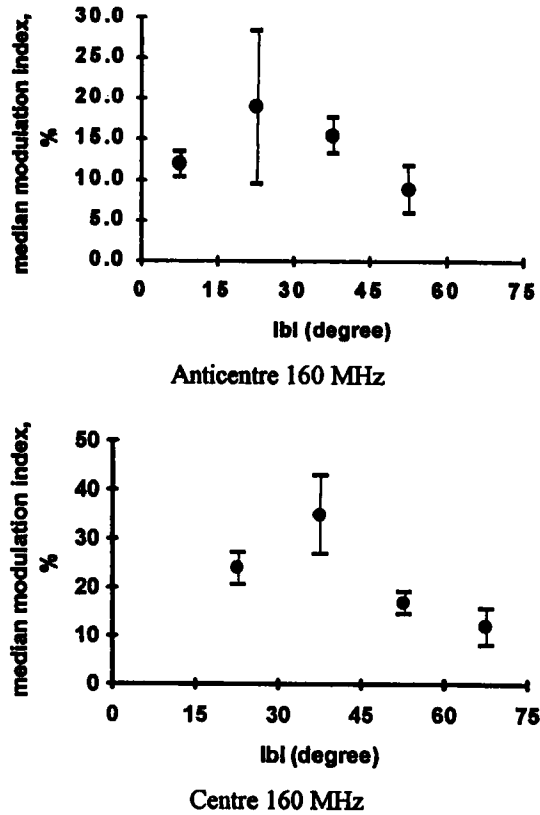 median modulation index,
%
30.0
25.0
20.0
15.0
10.0
5.0
0.0
0 15 30 45 60 75
lbl (degree)
Anticentre 160 MHz
median modulation index,
%
50
40
30
20
10
0
0 15 30 45 60 75
lbl (degree)
Centre 160 MHz